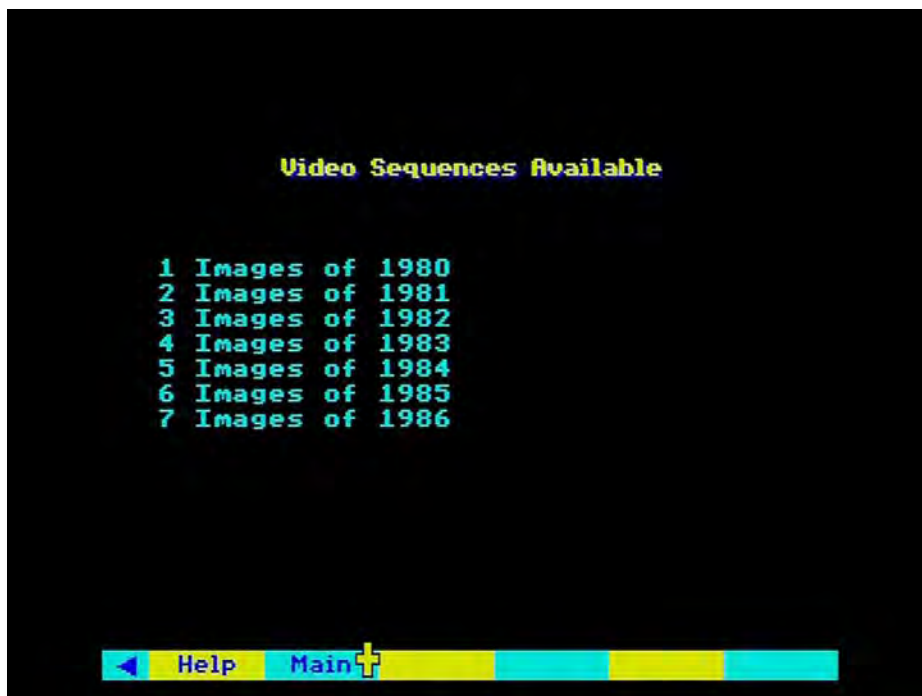 Video Sequences Available
1 Images of 1980
2 Images of 1981
3 Images of 1982
4 Images of 1983
5 Images of 1984
6 Images of 1985
7 Images of 1986
Help Main